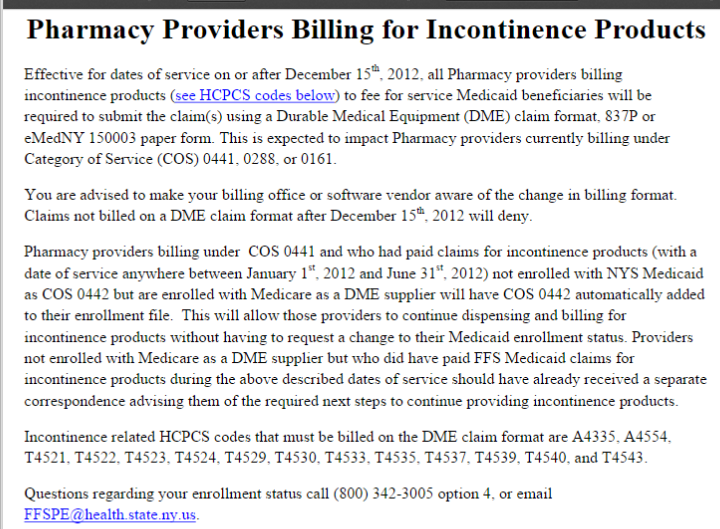 Pharmacy Providers Billing for Incontinence Products
Effective for dates of service on or after December 15th, 2012, all Pharmacy providers billing
incontinence products (see HCPCS codes below) to fee for service Medicaid beneficiaries will be
required to submit the claim(s) using a Durable Medical Equipment (DME) claim format, 837P or
eMedNY 150003 paper form. This is expected to impact Pharmacy providers currently billing under
Category of Service (COS) 0441, 0288, or 0161.
You are advised to make your billing office or software vendor aware of the change in billing format.
Claims not billed on a DME claim format after December 15th, 2012 will deny.
Pharmacy providers billing under COS 0441 and who had paid claims for incontinence products (with a
date of service anywhere between January 1st, 2012 and June 31st, 2012) not enrolled with NYS Medicaid
as COS 0442 but are enrolled with Medicare as a DME supplier will have COS 0442 automatically added
to their enrollment file. This will allow those providers to continue dispensing and billing for
incontinence products without having to request a change to their Medicaid enrollment status. Providers
not enrolled with Medicare as a DME supplier but who did have paid FFS Medicaid claims for
incontinence products during the above described dates of service should have already received a separate
correspondence advising them of the required next steps to continue providing incontinence products.
Incontinence related HCPCS codes that must be billed on the DME claim format are A4335, A4554,
T4521, T4522, T4523, T4524, T4529, T4530, T4533, T4535, T4537, T4539, T4540, and T4543.
Questions regarding your enrollment status call (800) 342-3005 option 4, or email
FFSPE@health.state.ny.us.